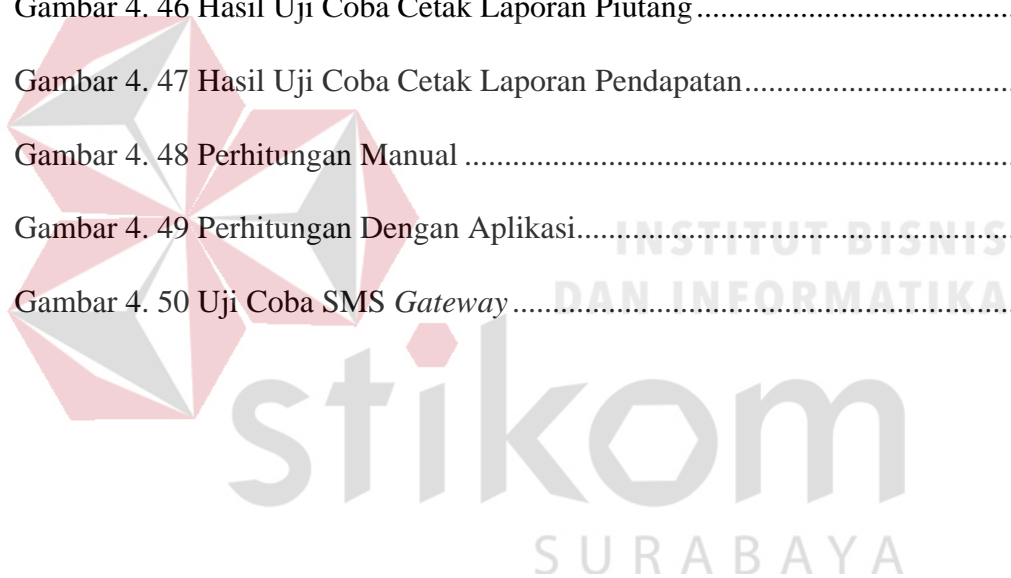 Gambar 4. 46 Hasil Uji Coba Cetak Laporan Piutang................................
Gambar 4. 47 Hasil Uji Coba Cetak Laporan Pendapatan...........................
Gambar 4. 48 Perhitungan Manual ..............................................................
Gambar 4. 49 Perhitungan Dengan Aplikasi................................................
Gambar 4. 50 Uji Coba SMS Gateway ........................................................
INSTITUT BISNIS
DAN INFORMATIKA
stikom
SURABAYA